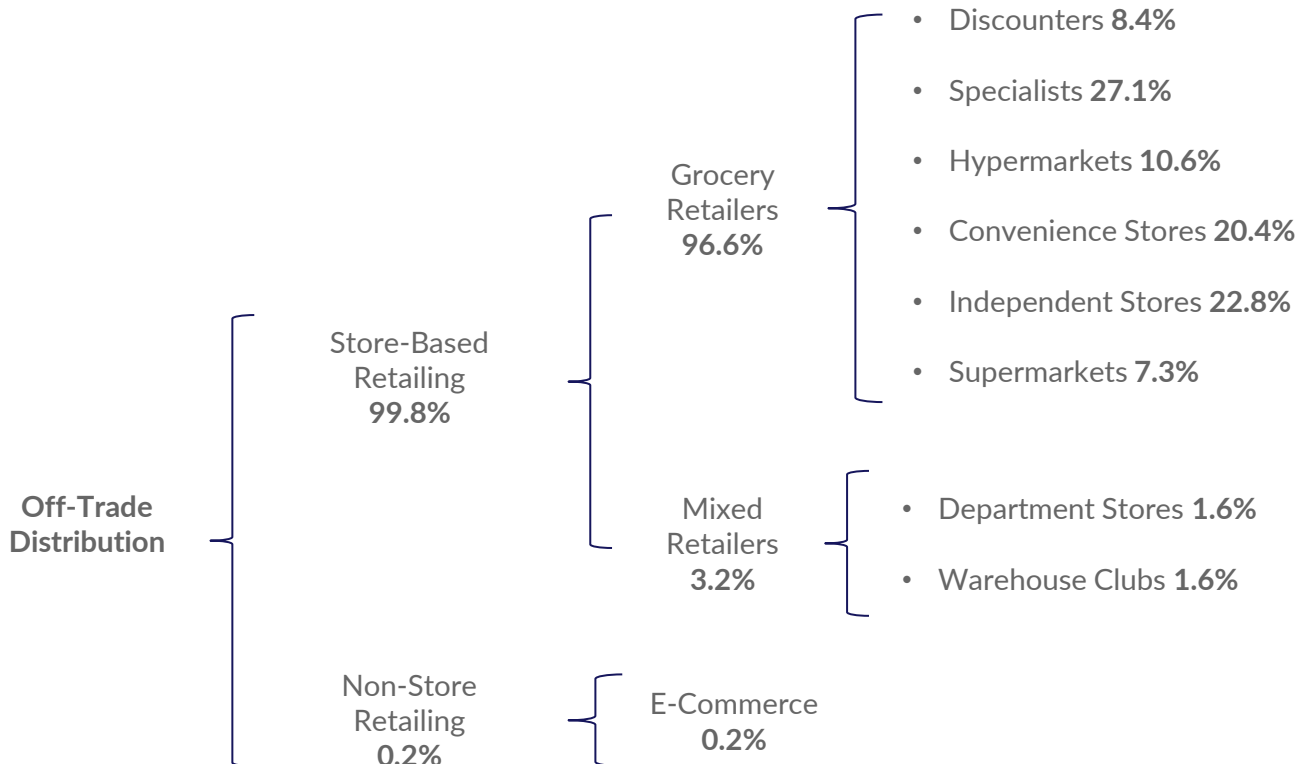 Off-Trade
Distribution
Store-Based
Retailing
99.8%
Grocery
Retailers
96.6%
• Discounters 8.4%
• Specialists 27.1%
• Hypermarkets 10.6%
• Convenience Stores 20.4%
• Independent Stores 22.8%
• Supermarkets 7.3%
Mixed
Retailers
3.2%
• Department Stores 1.6%
• Warehouse Clubs 1.6%
Non-Store
Retailing
0.2%
E-Commerce
0.2%